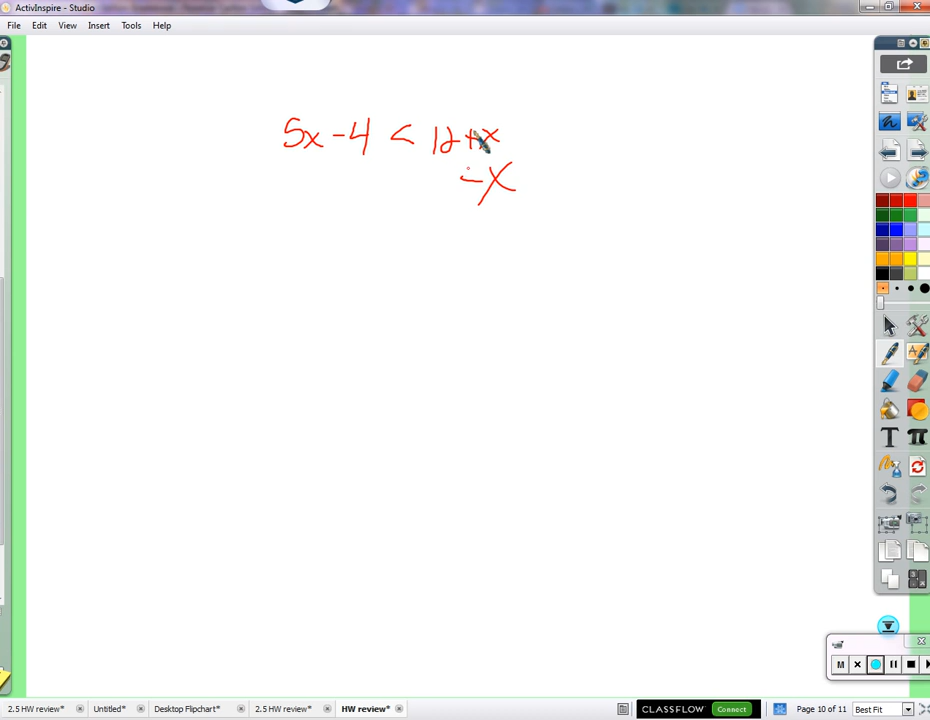 ActivInspire - Studio
File Edit View Insert Tools Help
5x - 4 < 12 + x
- x
M
2.5 HW review* Untitled* Desktop Flipchart* 2.5 HW review* HW review* CLASSFLOW Connect Page 10 of 11 Best Fit